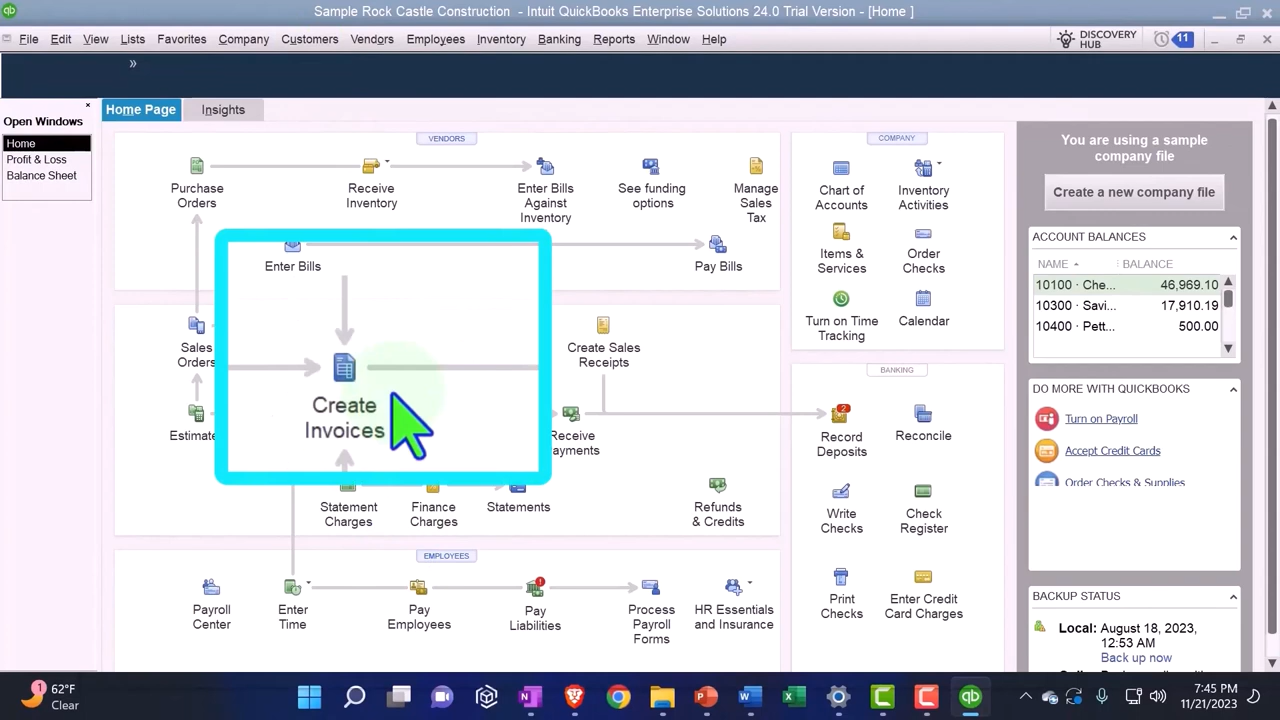 Sample Rock Castle Construction - Intuit QuickBooks Enterprise Solutions 24.0 Trial Version - [Home ]
File Edit View Lists Favorites Company Customers Vendors Employees Inventory Banking Reports Window Help
DISCOVERY
HUB
11
»
Home Page
Insights
Open Windows
Home
Profit & Loss
Balance Sheet
VENDORS
Purchase
Orders
Receive
Inventory
Enter Bills
Against
Inventory
See funding
options
Manage
Sales
Tax
Enter Bills
Pay Bills
Sales
Orders
Create
Invoices
Create Sales
Receipts
Statement
Charges
Finance
Charges
Statements
Refunds
& Credits
EMPLOYEES
Payroll
Center
Enter
Time
Pay
Employees
Pay
Liabilities
Process
Payroll
Forms
HR Essentials
and Insurance
COMPANY
Chart of
Accounts
Inventory
Activities
Items &
Services
Order
Checks
Turn on Time
Tracking
Calendar
BANKING
2
Record
Deposits
Reconcile
Write
Checks
Check
Register
Print
Checks
Enter Credit
Card Charges
You are using a sample
company file
Create a new company file
ACCOUNT BALANCES
NAME BALANCE
10100 · Che... 46,969.10
10300 · Savi... 17,910.19
10400 · Pett... 500.00
DO MORE WITH QUICKBOOKS
Turn on Payroll
Accept Credit Cards
Order Checks & Supplies
BACKUP STATUS
Local: August 18, 2023,
12:53 AM
Back up now
1
62°F
Clear
7:45 PM
11/21/2023